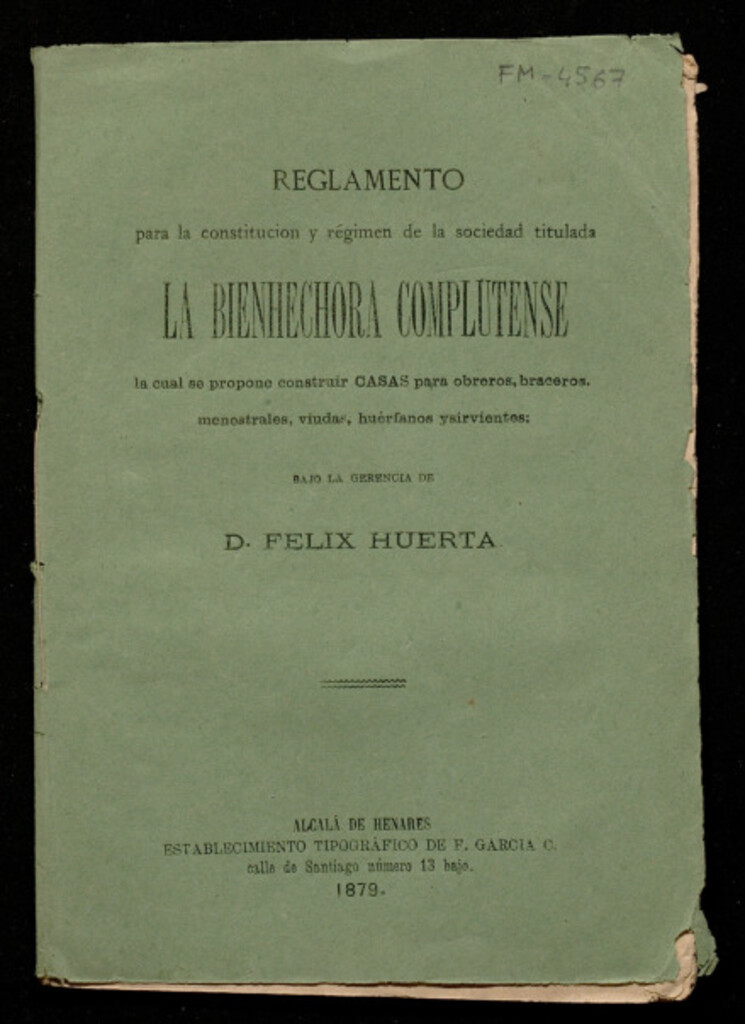 FM-4567
REGLAMENTO
para la constitucion y régimen de la sociedad titulada
LA BIENHECHORA COMPLUTENSE
la cual se propone construir CASAS para obreros, braceros.
menestrales, viudas, huérfanos ysirvientes;
BAJO LA GERENCIA DE
D. FELIX HUERTA
ALCALÁ DE HENARES
ESTABLECIMIENTO TIPOGRÁFICO DE F. GARCIA C.
calle de Santiago número 13 bajo.
1879.